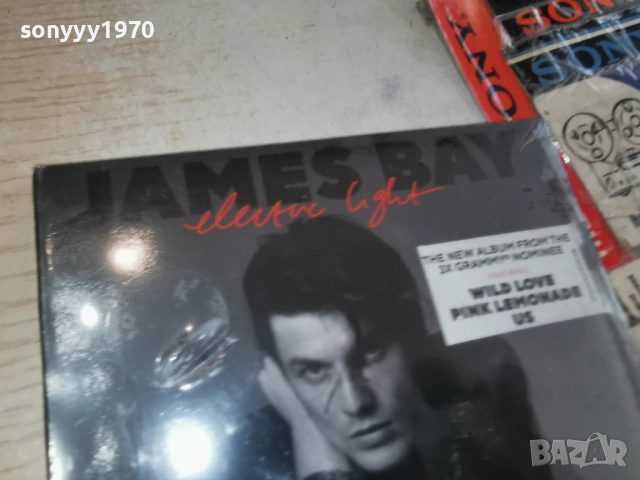 sonyyy1970
JAMES BAY
electric light
THE NEW ALBUM FROM THE
3X GRAMMY® NOMINEE
WILD LOVE
PINK LEMONADE
US
SONY
BAZAR